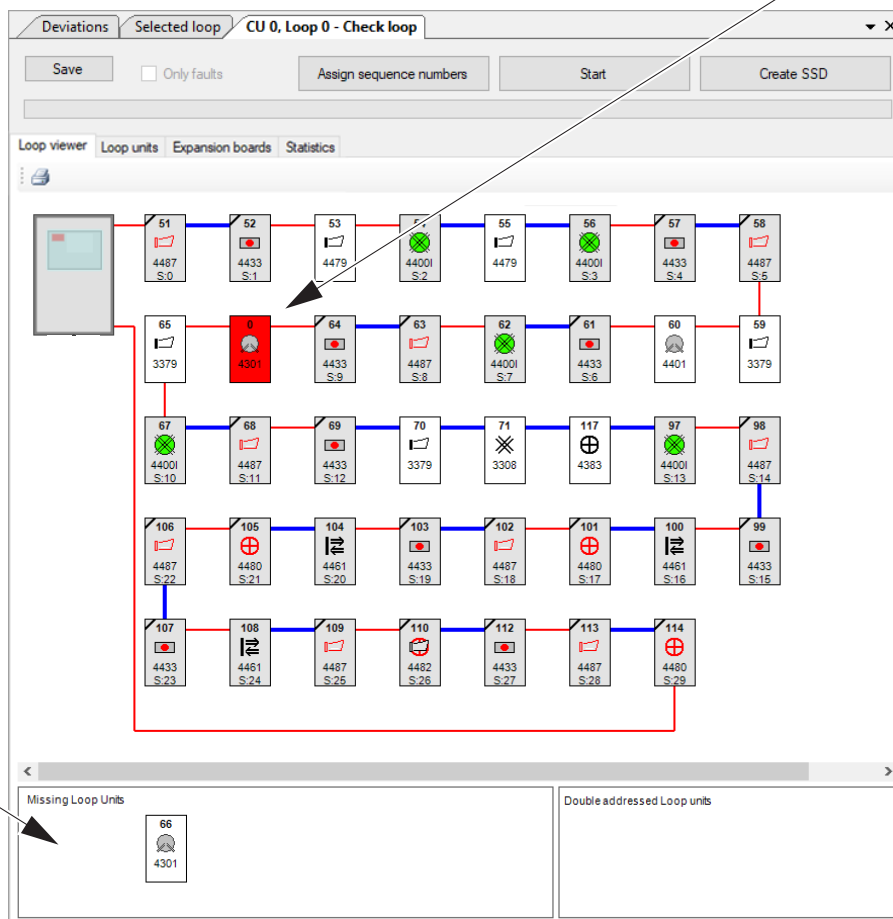 Deviations Selected loop CU 0, Loop 0 - Check loop
Save Only faults Assign sequence numbers Start Create SSD
Loop viewer Loop units Expansion boards Statistics
51 52 53 55 56 57 58
4487 4433 4479 4400I 4479 4400I 4433 4487
S:0 S:1 S:2 S:3 S:4 S:5
65 0 64 63 62 61 60 59
3379 4301 4433 4487 4400I 4433 4401 3379
S:9 S:8 S:7 S:6
67 68 69 70 71 117 97 98
4400I 4487 4433 3379 3308 4383 4400I 4487
S:10 S:11 S:12 S:13 S:14
106 105 104 103 102 101 100 99
4487 4480 4461 4433 4487 4480 4461 4433
S:22 S:21 S:20 S:19 S:18 S:17 S:16 S:15
107 108 109 110 112 113 114
4433 4461 4487 4482 4433 4487 4480
S:23 S:24 S:25 S:26 S:27 S:28 S:29
Missing Loop Units Double addressed Loop units
66
4301